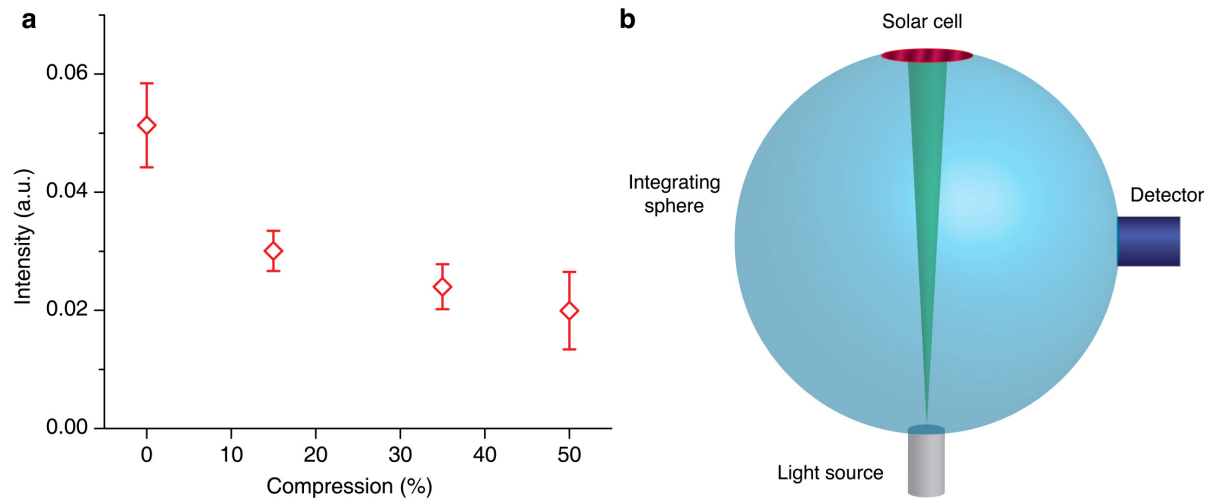 a
0.06
0.04
0.02
0.00
Intensity (a.u.)
0 10 20 30 40 50
Compression (%)
b
Solar cell
Integrating
sphere
Detector
Light source